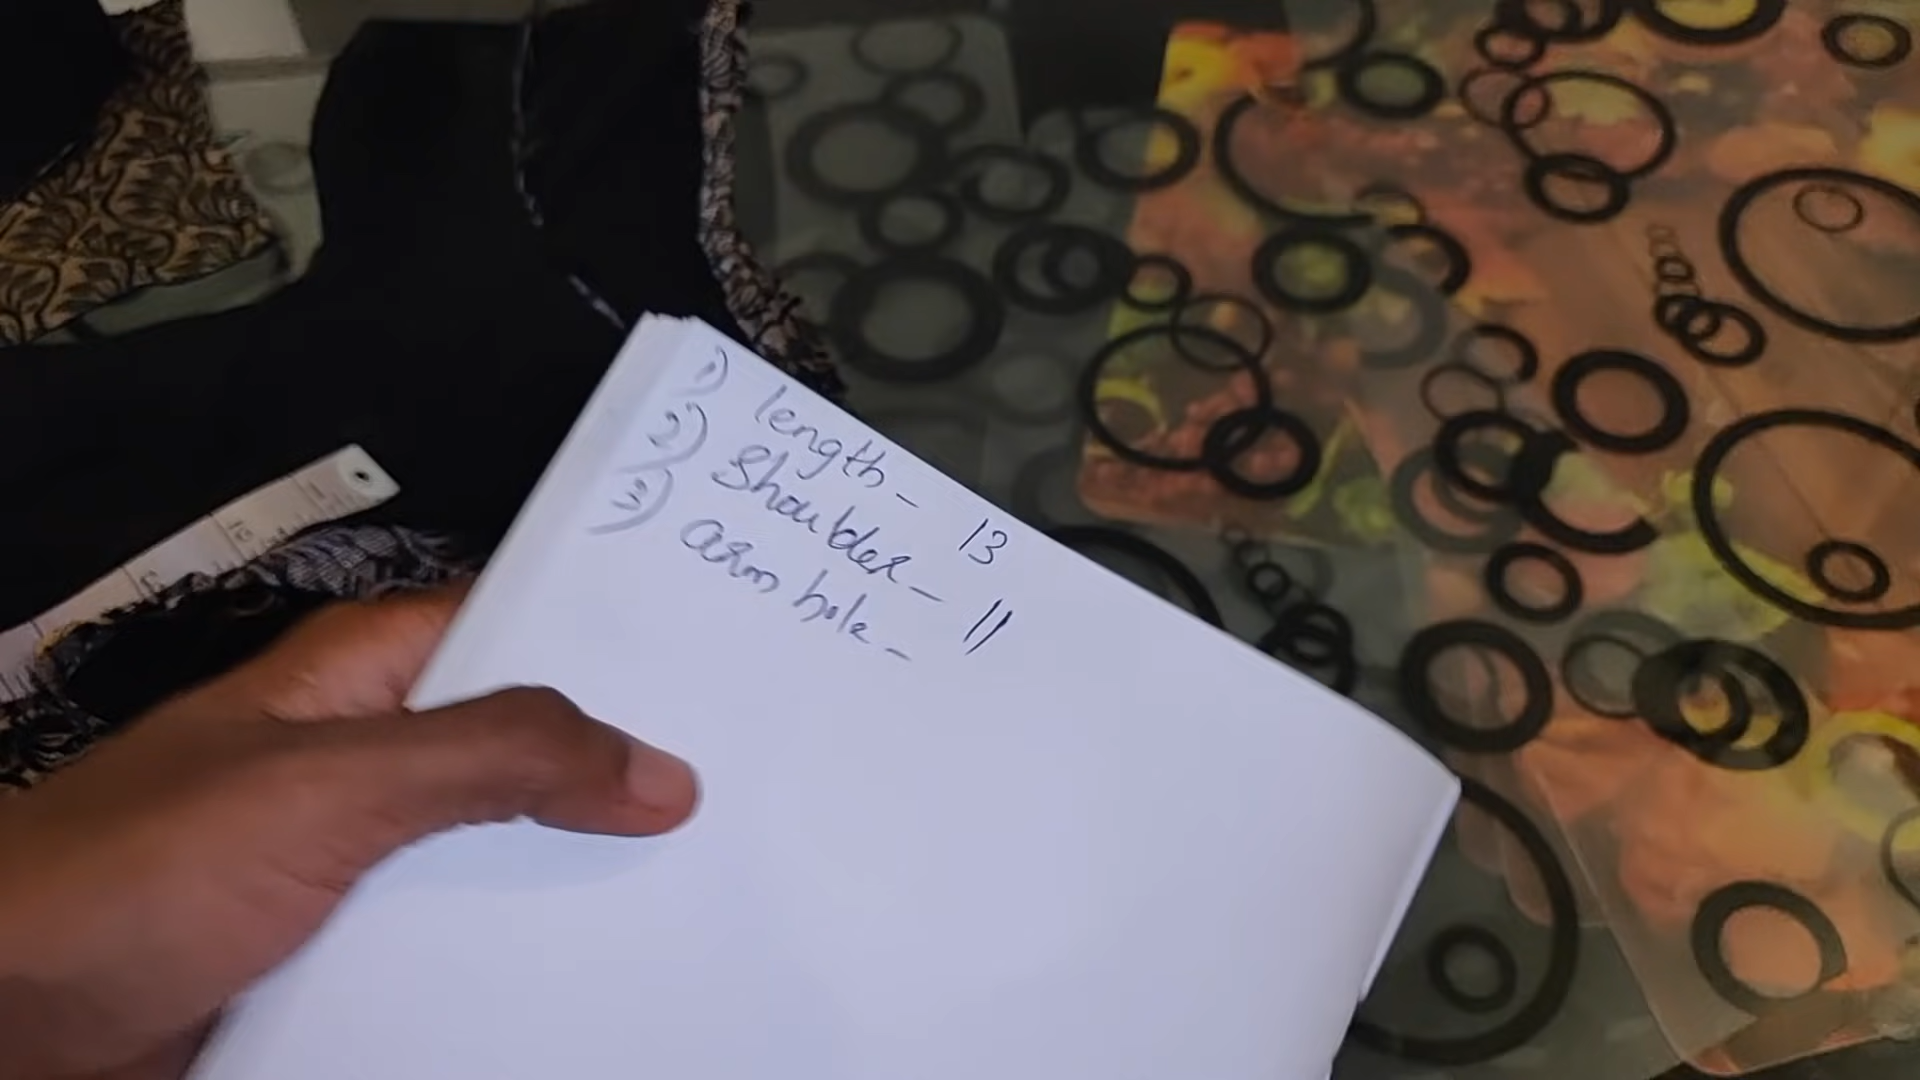 1) length - 13
2) Shoulder - 11
3) arm hole -